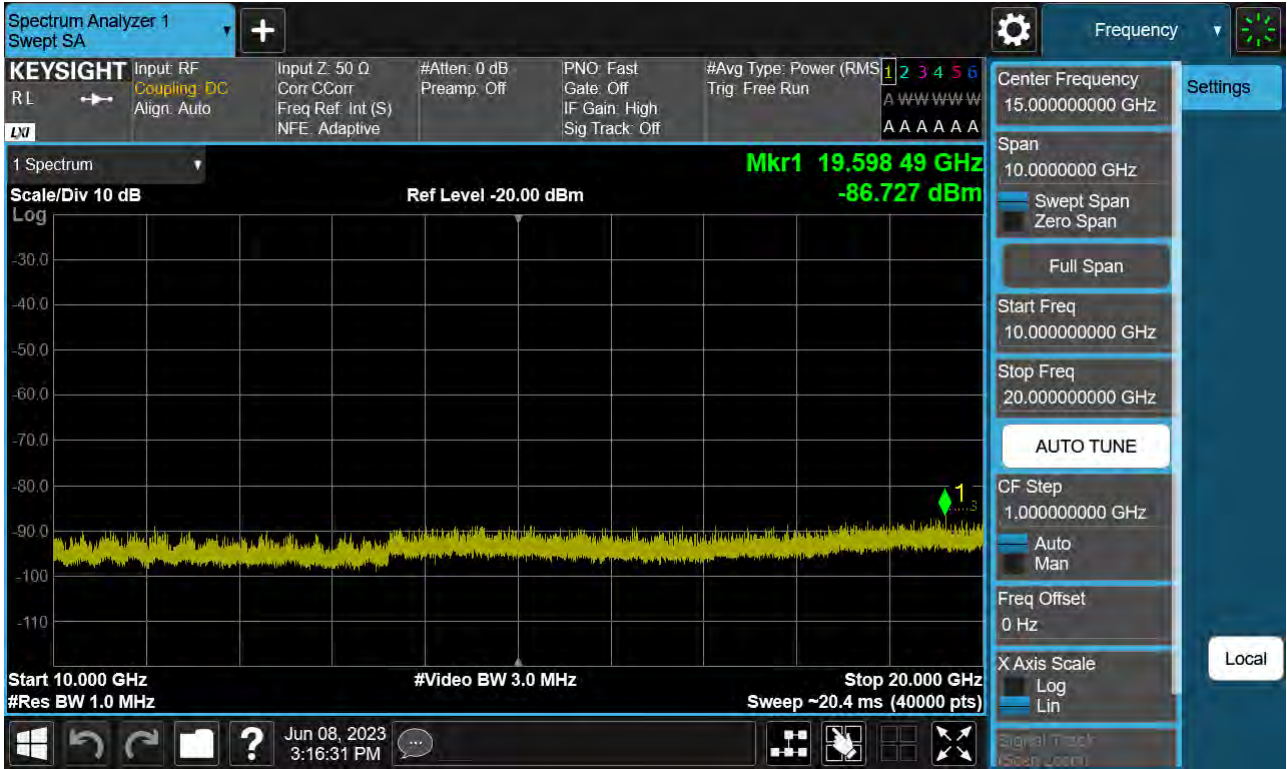 Spectrum Analyzer 1
Swept SA
+
Frequency
KEYSIGHT
R L
LXI
Input: RF
Coupling: DC
Align: Auto
Input Z: 50 Ω
Corr CCorr
Freq Ref: Int (S)
NFE: Adaptive
#Atten: 0 dB
Preamp: Off
PNO: Fast
Gate: Off
IF Gain: High
Sig Track: Off
#Avg Type: Power (RMS
Trig: Free Run
1 2 3 4 5 6
A W W W W W
A A A A A A
1 Spectrum
Mkr1 19.598 49 GHz
Scale/Div 10 dB
Ref Level -20.00 dBm
-86.727 dBm
Log
-30.0
-40.0
-50.0
-60.0
-70.0
-80.0
-90.0
-100
-110
1
Start 10.000 GHz
#Video BW 3.0 MHz
Stop 20.000 GHz
#Res BW 1.0 MHz
Sweep ~20.4 ms (40000 pts)
Jun 08, 2023
3:16:31 PM
?
Center Frequency
15.000000000 GHz
Span
10.0000000 GHz
Swept Span
Zero Span
Full Span
Start Freq
10.000000000 GHz
Stop Freq
20.000000000 GHz
AUTO TUNE
CF Step
1.000000000 GHz
Auto
Man
Freq Offset
0 Hz
X Axis Scale
Log
Lin
Signal Track
(Span Zoom)
Settings
Local